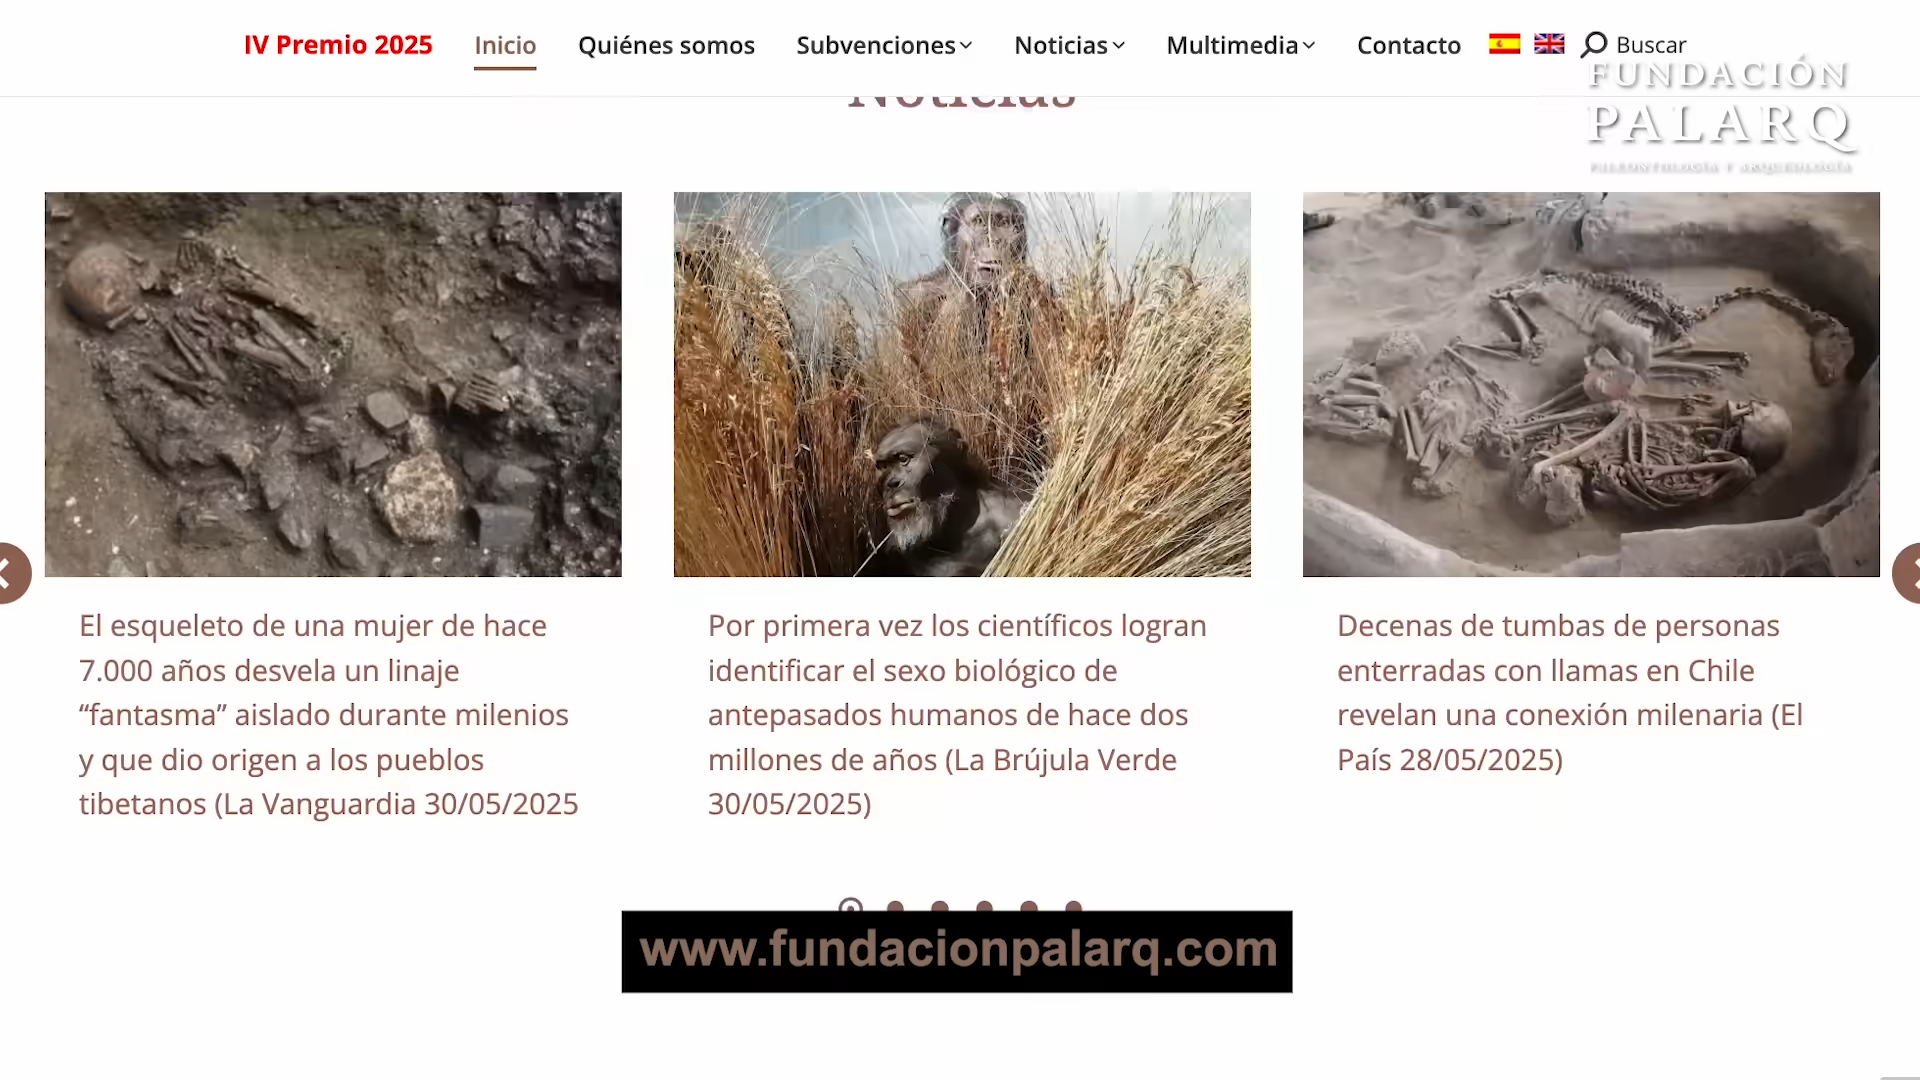 IV Premio 2025 Inicio Quiénes somos Subvenciones Noticias Multimedia Contacto Buscar
FUNDACIÓN
PALARQ
PALEONTOLOGÍA Y ARQUEOLOGÍA
Noticias
El esqueleto de una mujer de hace
7.000 años desvela un linaje
“fantasma” aislado durante milenios
y que dio origen a los pueblos
tibetanos (La Vanguardia 30/05/2025
Por primera vez los científicos logran
identificar el sexo biológico de
antepasados humanos de hace dos
millones de años (La Brújula Verde
30/05/2025)
Decenas de tumbas de personas
enterradas con llamas en Chile
revelan una conexión milenaria (El
País 28/05/2025)
www.fundacionpalarq.com